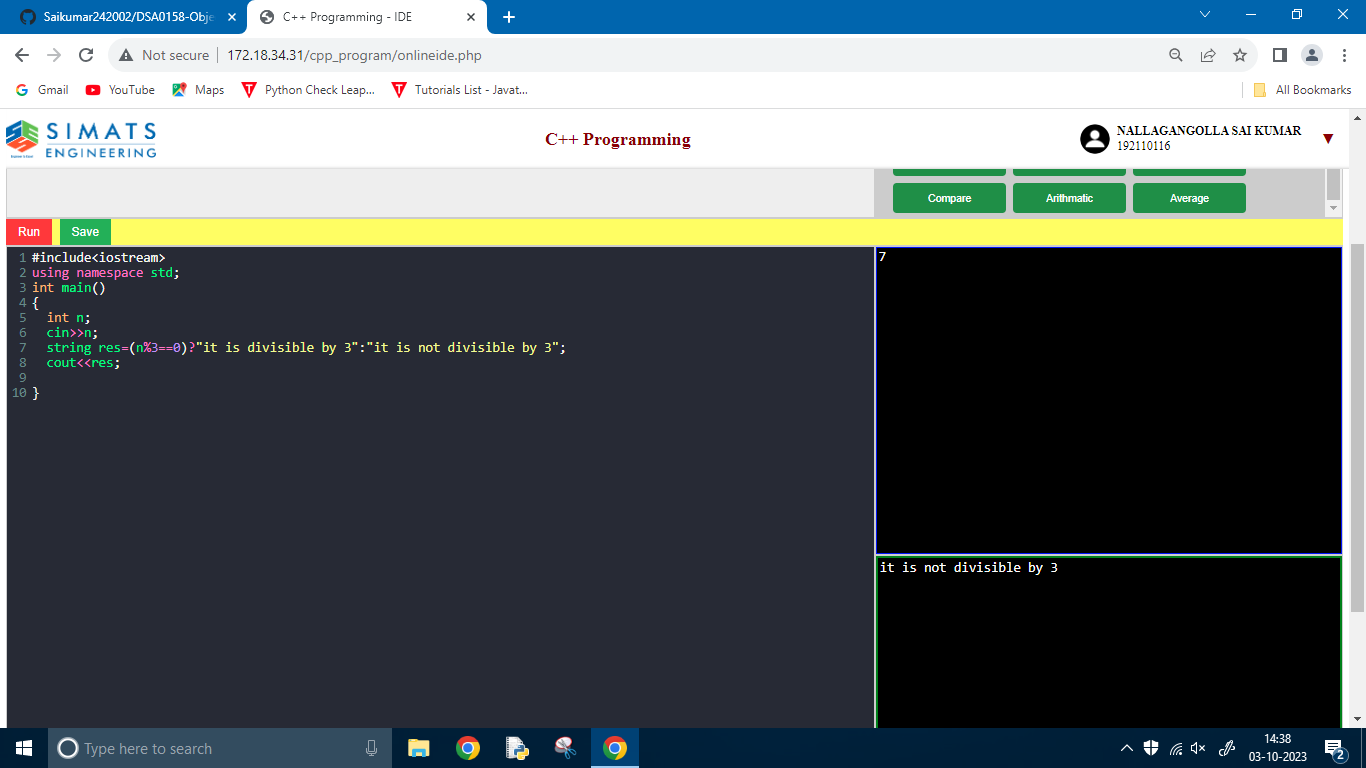 Saikumar242002/DSA0158-Obje
C++ Programming - IDE
Not secure
172.18.34.31/cpp_program/onlineide.php
Gmail
YouTube
Maps
Python Check Leap...
Tutorials List - Javat...
All Bookmarks
SIMATS
ENGINEERING
C++ Programming
NALLAGANGOLLA SAI KUMAR
192110116
Compare
Arithmatic
Average
Run
Save
1 #include<iostream>
2 using namespace std;
3 int main()
4 {
5   int n;
6   cin>>n;
7   string res=(n%3==0)?"it is divisible by 3":"it is not divisible by 3";
8   cout<<res;
9
10 }
7
it is not divisible by 3
Type here to search
14:38
03-10-2023
2